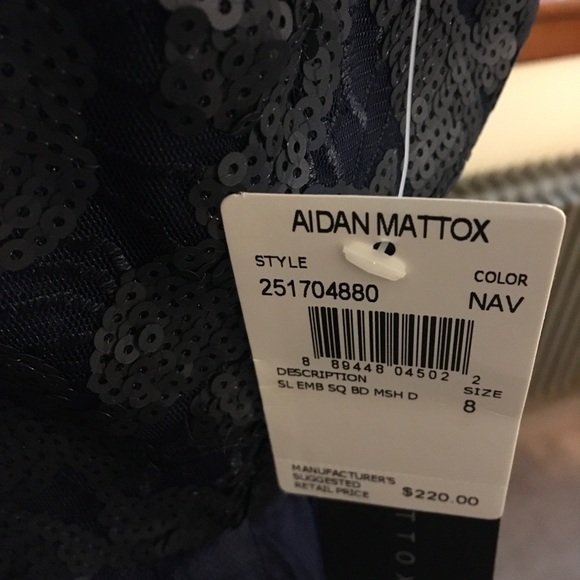 AIDAN MATTOX
STYLE
251704880
COLOR
NAV
8 89448 04502 2
DESCRIPTION
SL EMB SQ BD MSH D
SIZE
8
MANUFACTURER'S
SUGGESTED
RETAIL PRICE
$220.00
TTOX